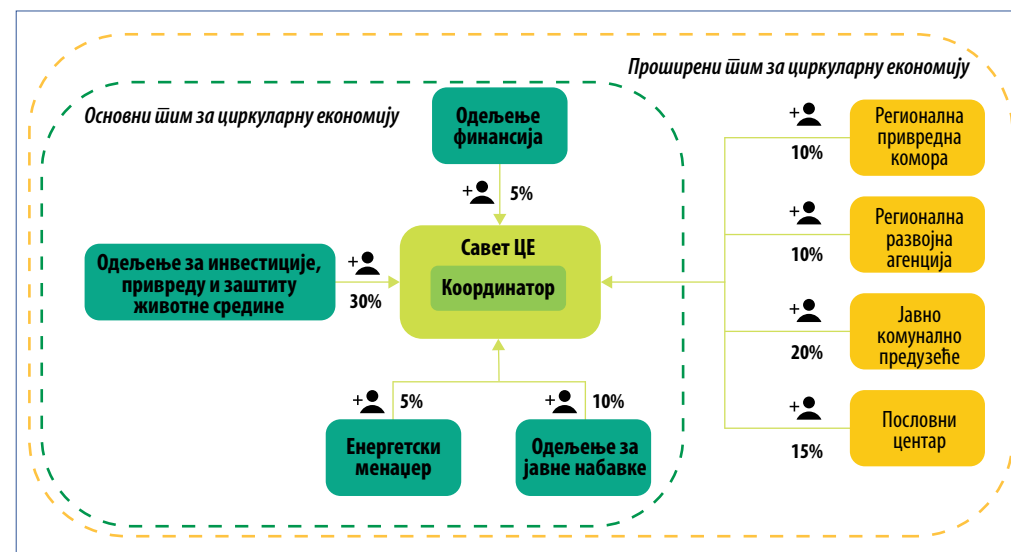 Проширени тим за циркуларну економију
Основни тим за циркуларну економију
Одељење
финансија
+
5%
Савет ЦЕ
Координатор
Одељење за инвестиције,
привреду и заштиту
животне средине
+
30%
+
5%
Енергетски
менаџер
+
10%
Одељење за
јавне набавке
+
10%
Регионална
привредна
комора
+
10%
Регионална
развојна
агенција
+
20%
Јавно
комунално
предузеће
+
15%
Пословни
центар